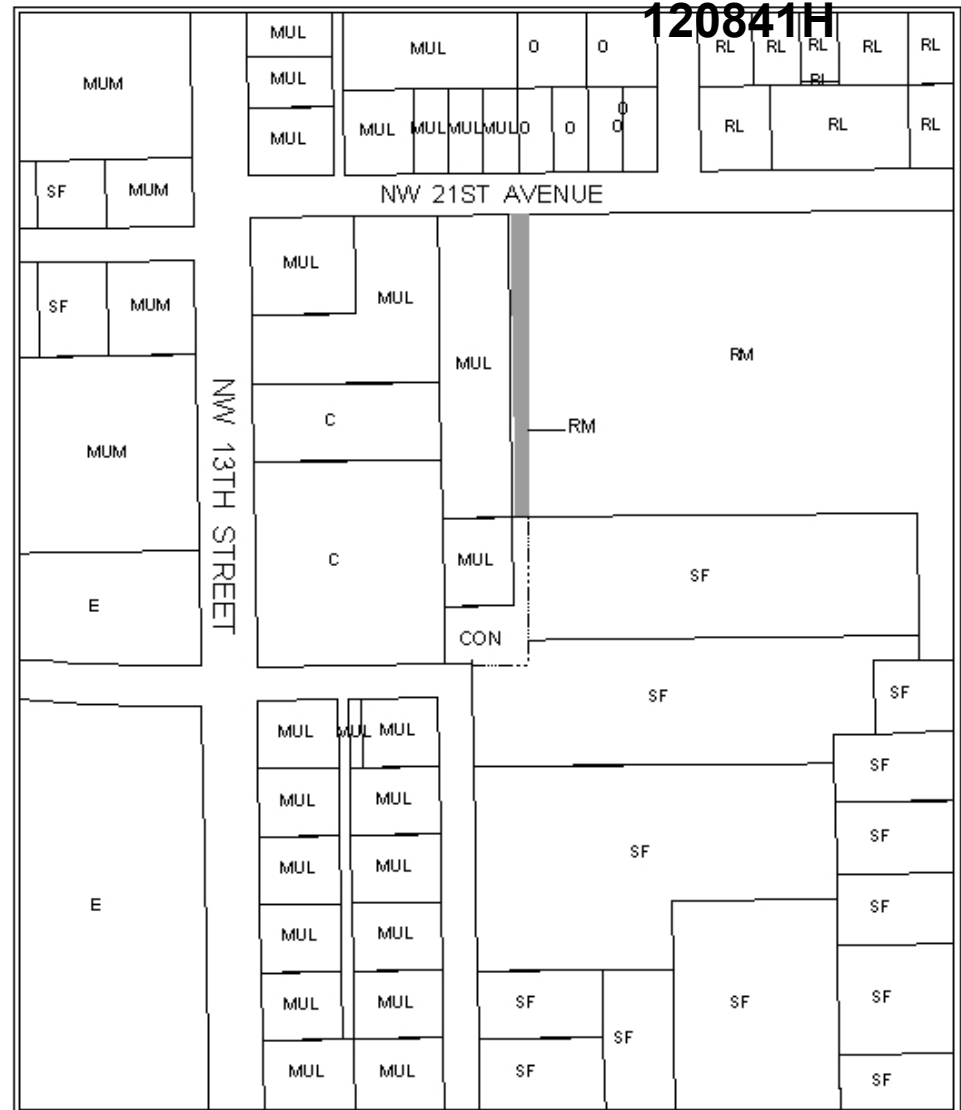 120841H
MUL MUL O O RL RL RL RL RL
MUM MUL RL
MUL MUL MUL MUL MUL O O O O RL RL RL
SF MUM NW 21ST AVENUE
MUL
SF MUM MUL
MUL RM
NW 13TH STREET
C RM
MUM
C MUL SF
E
CON
SF SF
MUL MUL MUL
SF
MUL MUL
SF
MUL MUL SF
E SF
MUL MUL
MUL MUL SF SF SF
SF
MUL MUL SF SF